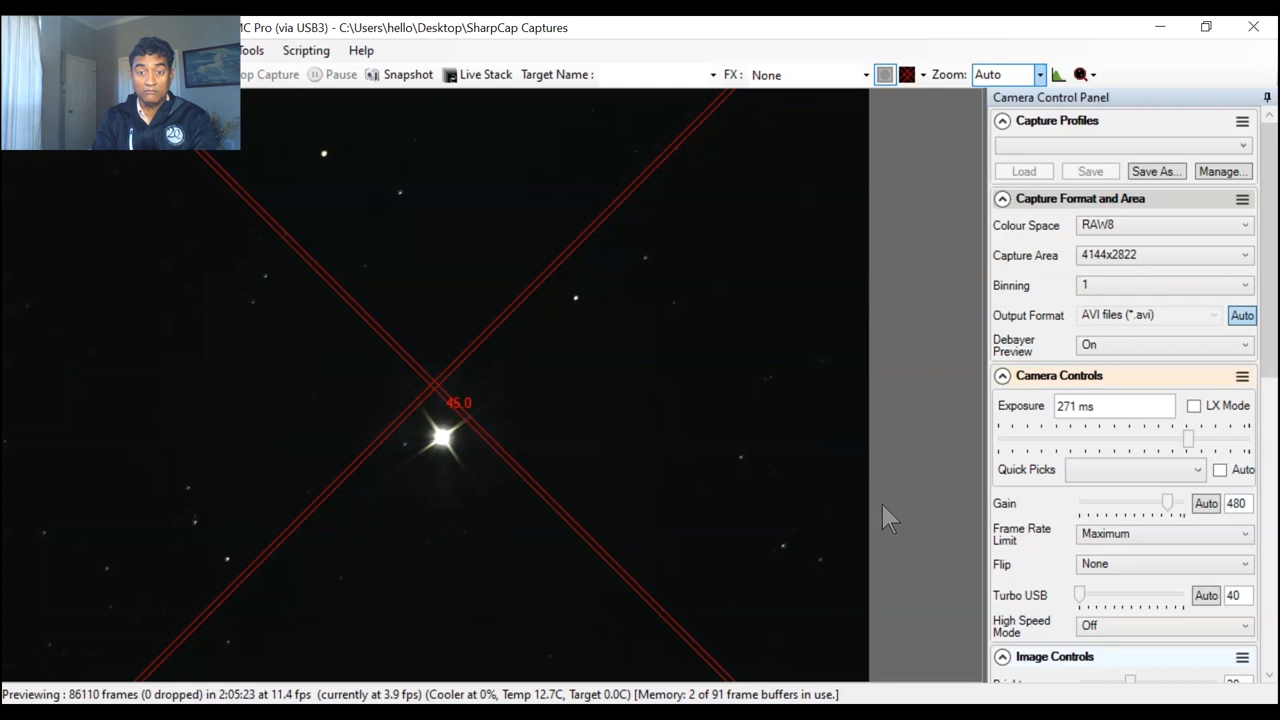 MC Pro (via USB3) - C:\Users\hello\Desktop\SharpCap Captures
Tools Scripting Help
op Capture Pause Snapshot Live Stack Target Name : FX : None Zoom: Auto
Camera Control Panel
Capture Profiles
Load Save Save As... Manage...
Capture Format and Area
Colour Space RAW8
Capture Area 4144x2822
Binning 1
Output Format AVI files (*.avi) Auto
Debayer Preview On
Camera Controls
Exposure 271 ms LX Mode
Quick Picks Auto
Gain Auto 480
Frame Rate Limit Maximum
Flip None
Turbo USB Auto 40
High Speed Mode Off
Image Controls
45.0
20
Previewing : 86110 frames (0 dropped) in 2:05:23 at 11.4 fps (currently at 3.9 fps) (Cooler at 0%, Temp 12.7C, Target 0.0C) [Memory: 2 of 91 frame buffers in use.]